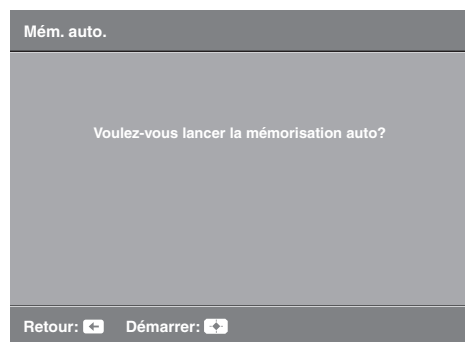 Mém. auto.
Voulez-vous lancer la mémorisation auto?
Retour: Démarrer: